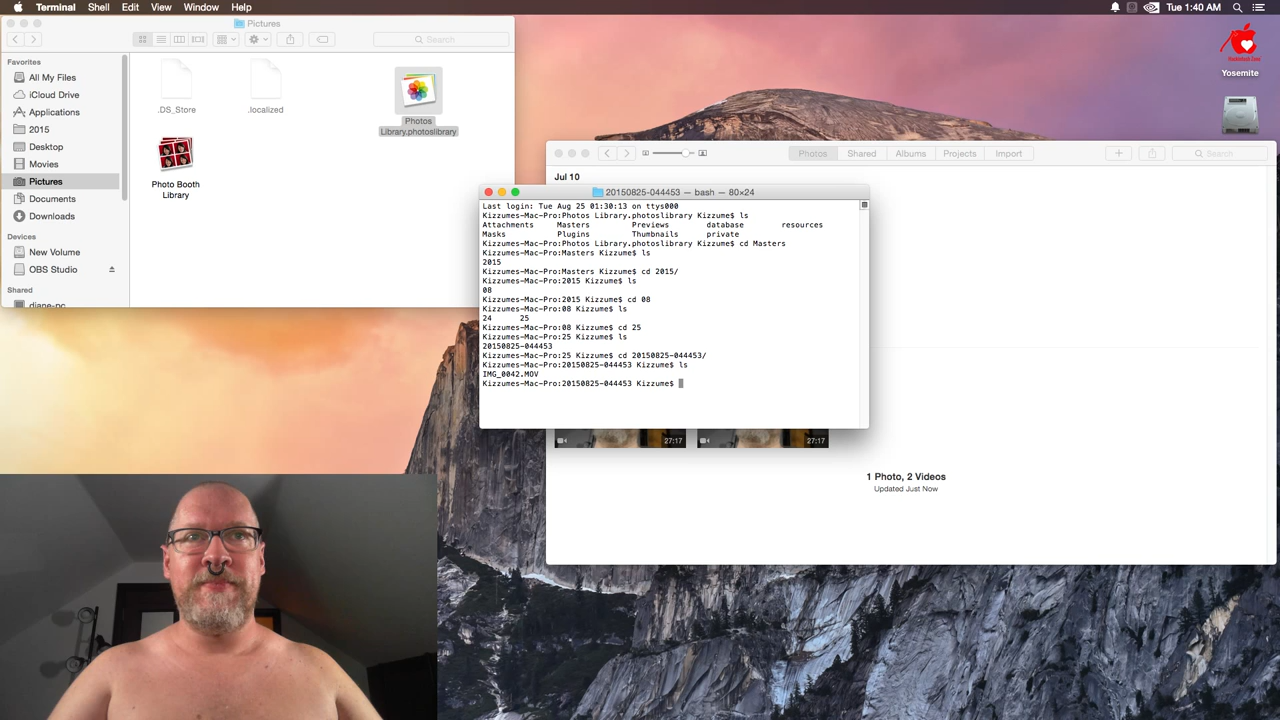 Terminal Shell Edit View Window Help
Tue 1:40 AM
Pictures
Search
Favorites
All My Files
iCloud Drive
Applications
2015
Desktop
Movies
Pictures
Documents
Downloads
Devices
New Volume
OBS Studio
Shared
diane-pc
.DS_Store
.localized
Photos
Library.photoslibrary
Photo Booth
Library
Yosemite
Photos Shared Albums Projects Import
Search
Jul 10
20150825-044453 — bash — 80×24
Last login: Tue Aug 25 01:30:13 on ttys000
Kizzumes-Mac-Pro:Photos Library.photoslibrary Kizzume$ ls
Attachments Masters Previews database resources
Masks Plugins Thumbnails private
Kizzumes-Mac-Pro:Photos Library.photoslibrary Kizzume$ cd Masters
Kizzumes-Mac-Pro:Masters Kizzume$ ls
2015
Kizzumes-Mac-Pro:Masters Kizzume$ cd 2015/
Kizzumes-Mac-Pro:2015 Kizzume$ ls
08
Kizzumes-Mac-Pro:2015 Kizzume$ cd 08
Kizzumes-Mac-Pro:08 Kizzume$ ls
24 25
Kizzumes-Mac-Pro:08 Kizzume$ cd 25
Kizzumes-Mac-Pro:25 Kizzume$ ls
20150825-044453
Kizzumes-Mac-Pro:25 Kizzume$ cd 20150825-044453/
Kizzumes-Mac-Pro:20150825-044453 Kizzume$ ls
IMG_0042.MOV
Kizzumes-Mac-Pro:20150825-044453 Kizzume$
27:17
27:17
1 Photo, 2 Videos
Updated Just Now